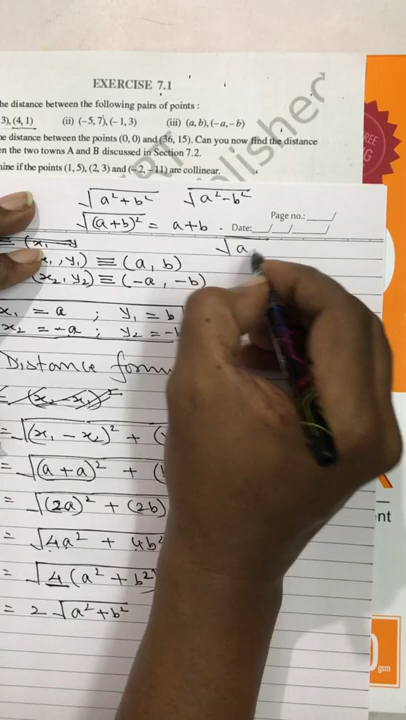 EXERCISE 7.1
he distance between the following pairs of points :
3), (4, 1) (ii) (−5, 7), (−1, 3) (iii) (a, b), (−a, −b)
e distance between the points (0, 0) and (36, 15). Can you now find the distance
en the two towns A and B discussed in Section 7.2.
ine if the points (1, 5), (2, 3) and (−2, −11) are collinear.
√a²+b² √a²−b²
√(a+b)² = a+b .
Page no.:
Date: / /
√a
(x₁, y₁) ≡ (a, b)
(x₂, y₂) ≡ (−a, −b)
x₁ = a ; y₁ = b
x₂ = −a ; y₂ = −b
Distance form
= √(x₁ − x₂)² + (
= √(a + a)² + (
= √(2a)² + (2b)
= √4a² + 4b²
= √4(a² + b²)
= 2√a²+b²